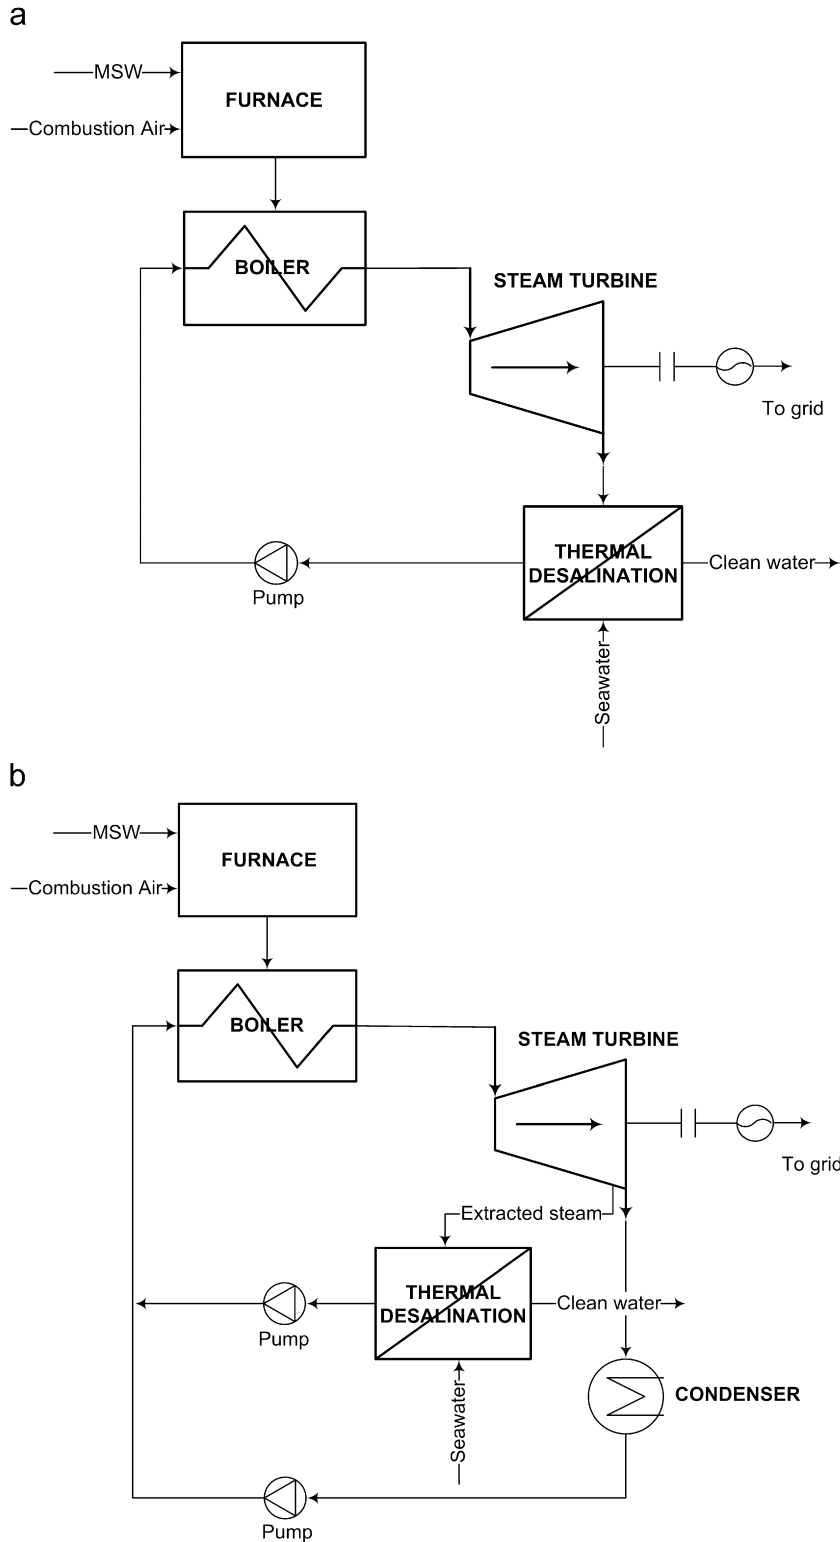 a
MSW
FURNACE
Combustion Air
BOILER
STEAM TURBINE
To grid
THERMAL
DESALINATION
Clean water
Pump
Seawater
b
MSW
FURNACE
Combustion Air
BOILER
STEAM TURBINE
To grid
Extracted steam
THERMAL
DESALINATION
Clean water
Pump
CONDENSER
Seawater
Pump